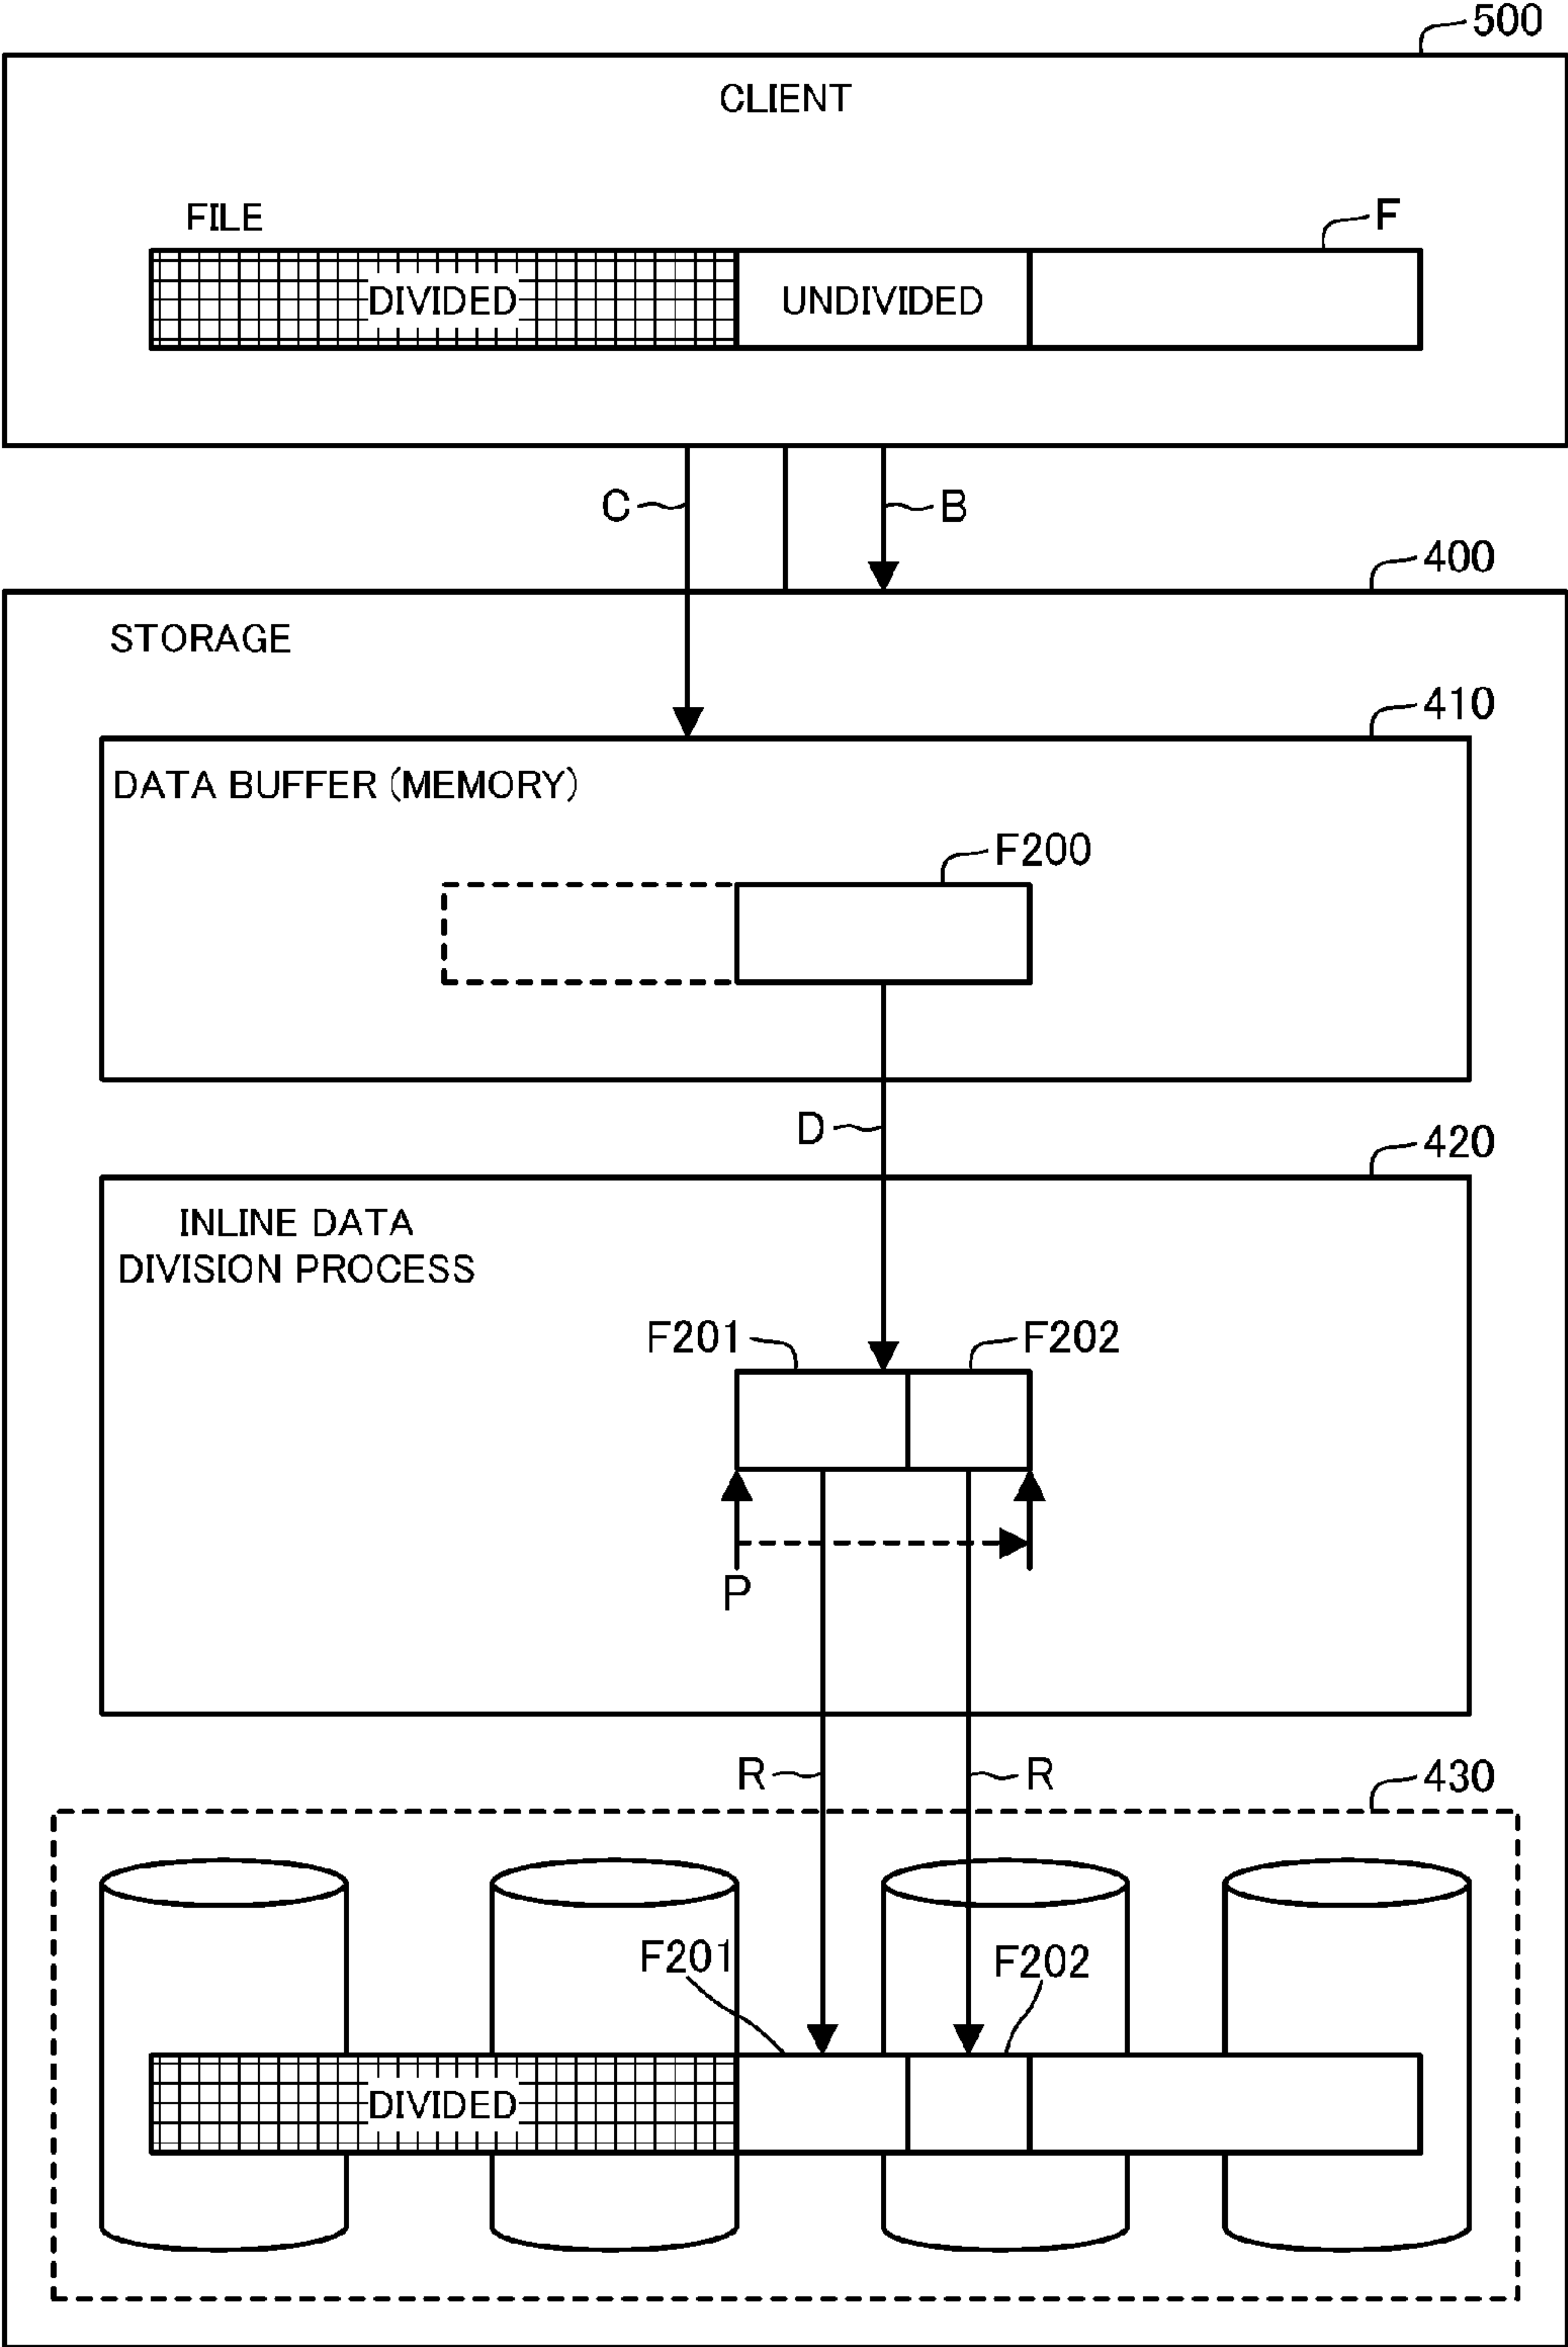 500
CLIENT
FILE
F
DIVIDED
UNDIVIDED
C
B
400
STORAGE
410
DATA BUFFER (MEMORY)
F200
D
420
INLINE DATA
DIVISION PROCESS
F201
F202
P
R
R
430
F201
F202
DIVIDED